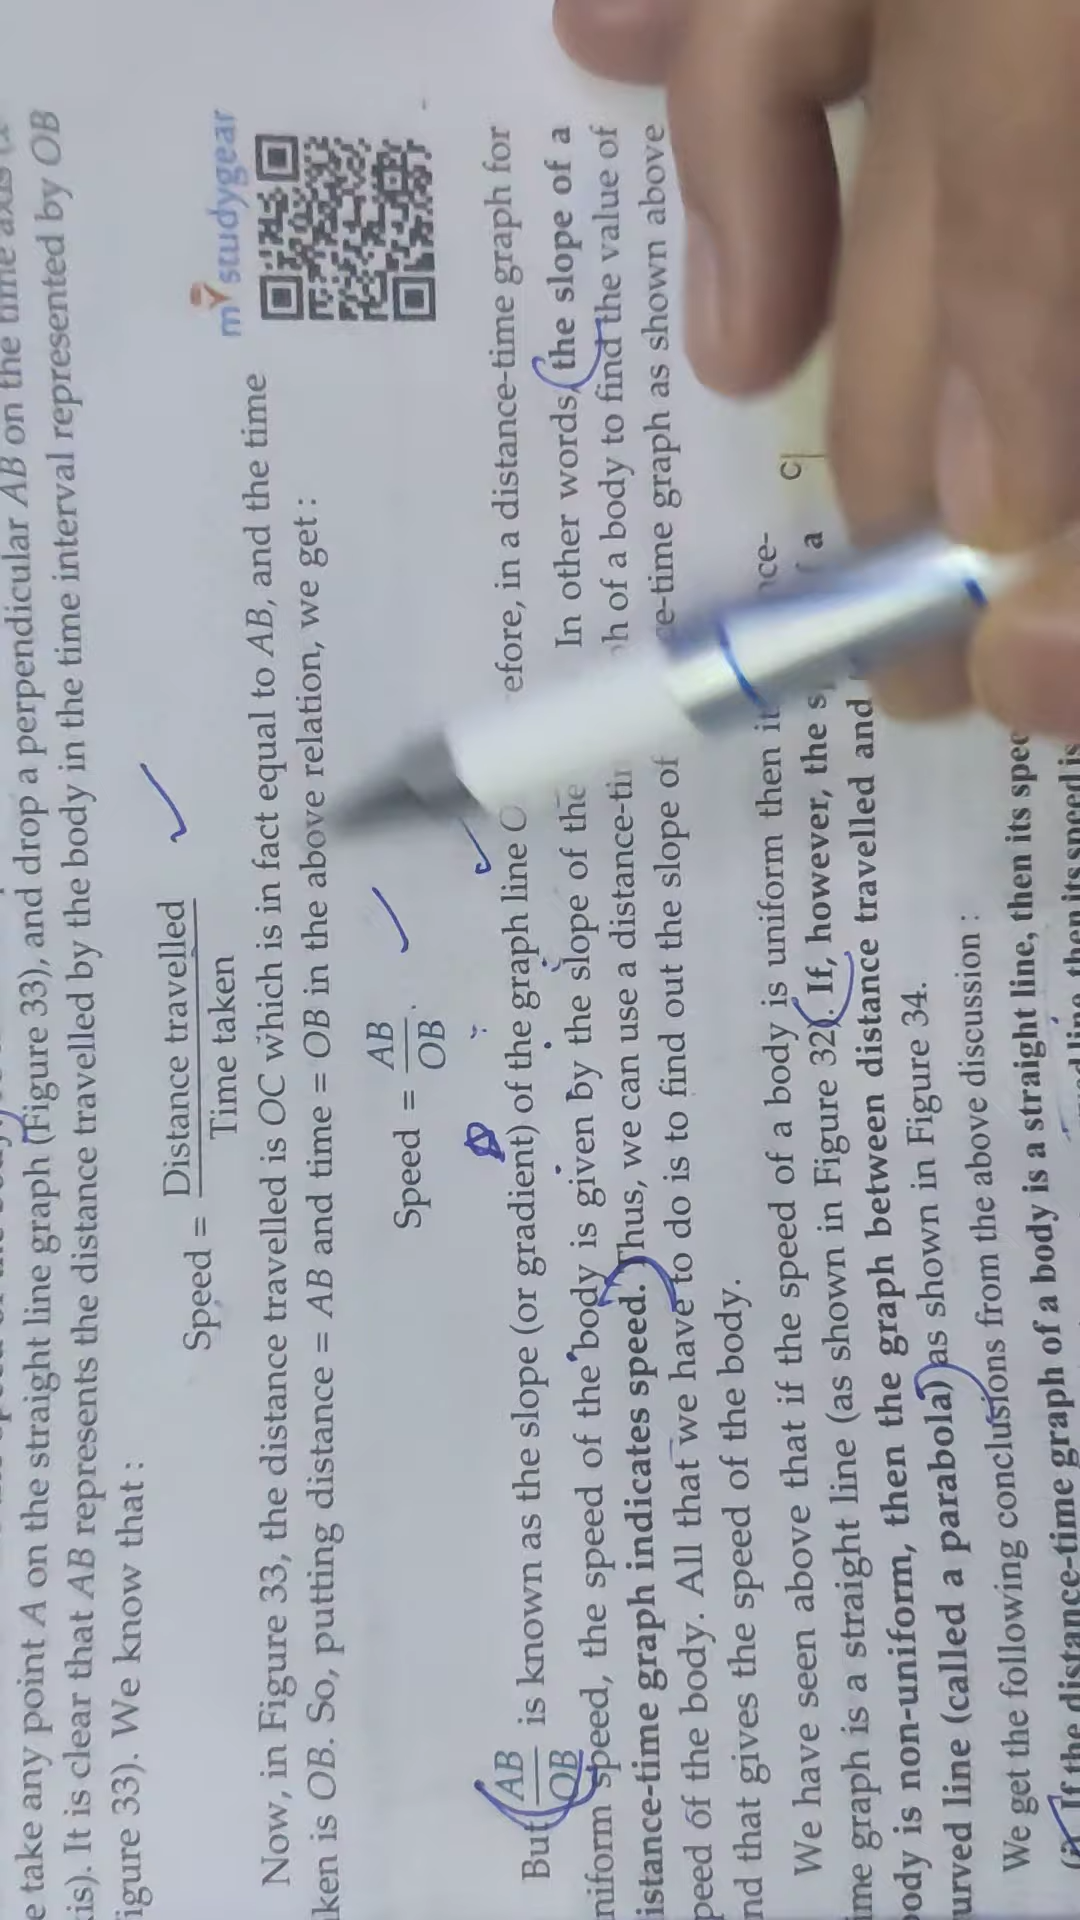 e take any point A on the straight line graph (Figure 33), and drop a perpendicular AB on the time axis
is). It is clear that AB represents the distance travelled by the body in the time interval represented by OB
igure 33). We know that :
Speed = Distance travelled
Time taken
mystudygear
Now, in Figure 33, the distance travelled is OC which is in fact equal to AB, and the time
ken is OB. So, putting distance = AB and time = OB in the above relation, we get :
Speed = AB
OB
But AB
OB is known as the slope (or gradient) of the graph line efore, in a distance-time graph for
niform speed, the speed of the body is given by the slope of the In other words, the slope of a
istance-time graph indicates speed. Thus, we can use a distance- h of a body to find the value of
peed of the body. All that we have to do is to find out the slope of e-time graph as shown above
nd that gives the speed of the body.
We have seen above that if the speed of a body is uniform then it nce-
ime graph is a straight line (as shown in Figure 32). If, however, the a
ody is non-uniform, then the graph between distance travelled and
urved line (called a parabola) as shown in Figure 34.
We get the following conclusions from the above discussion :
If the distance-time graph of a body is a straight line, then its
then its speed is